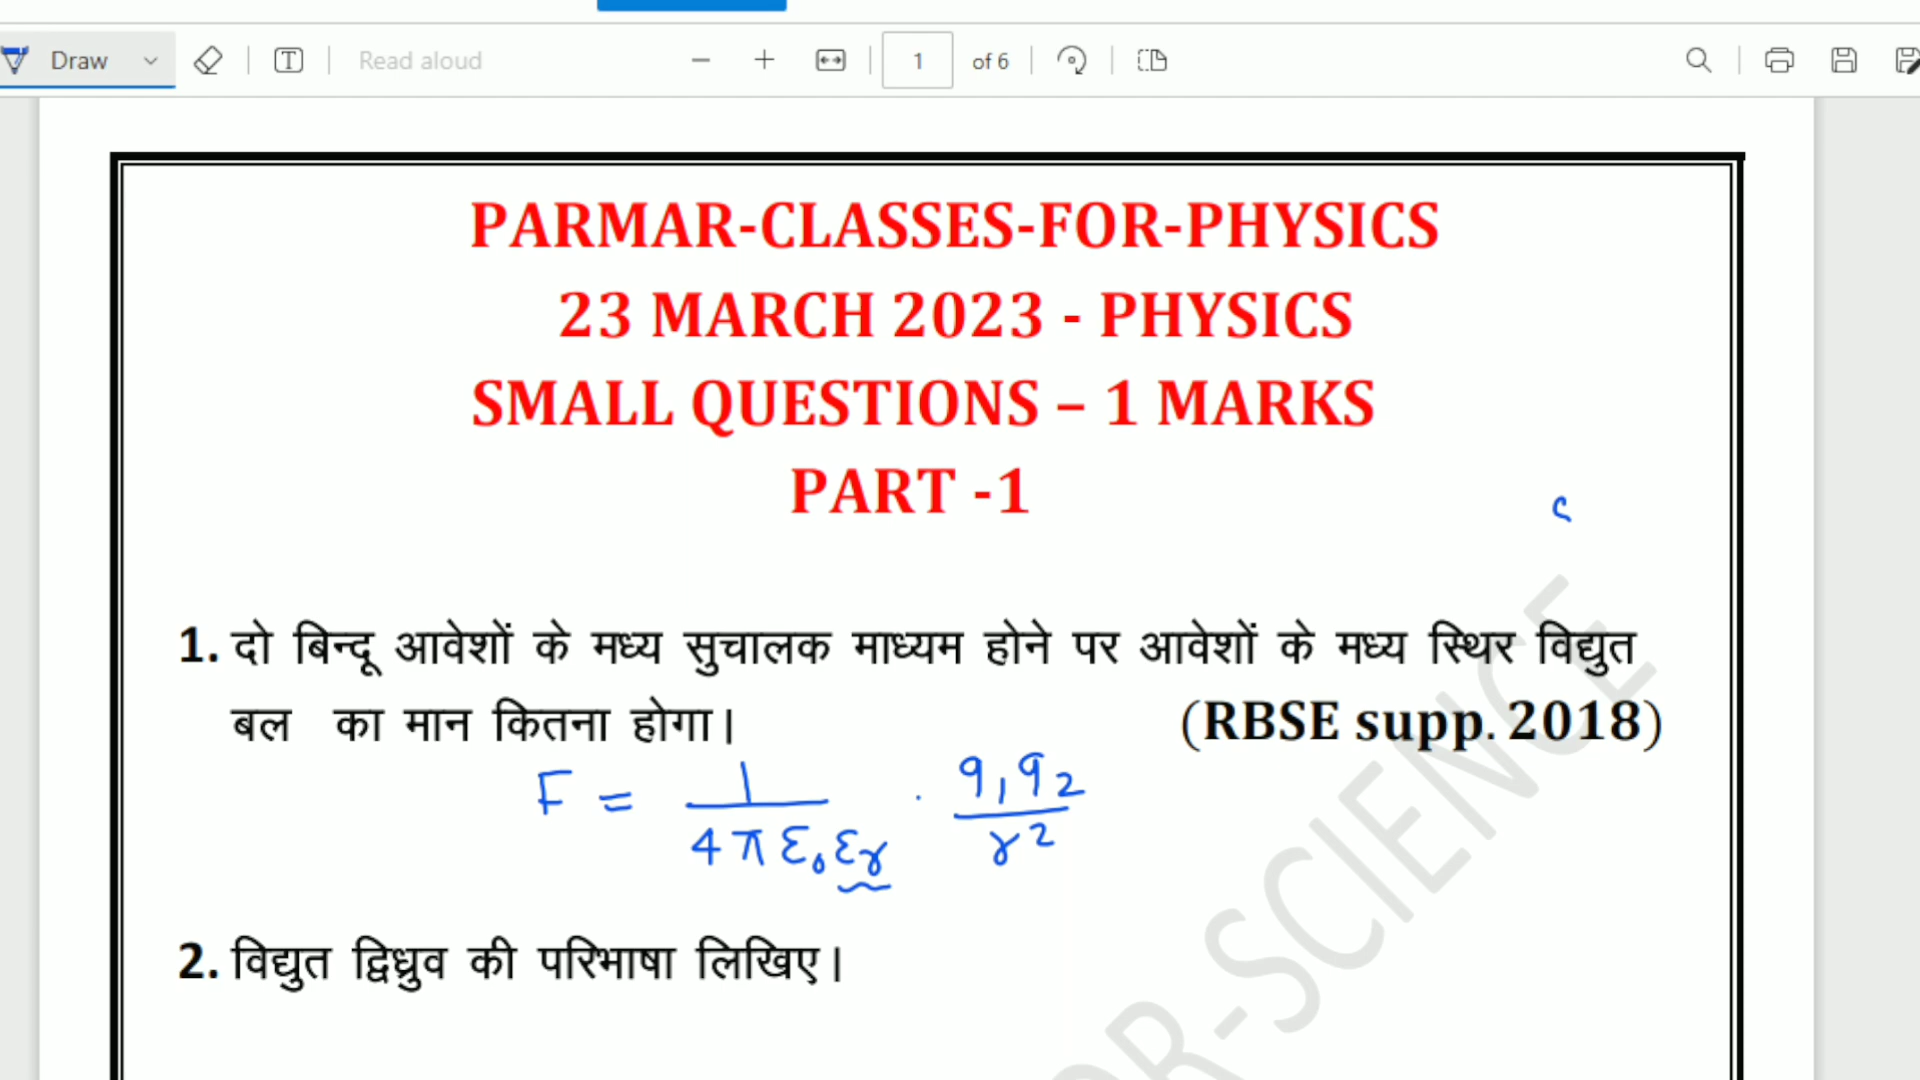 Draw
Read aloud
1 of 6
PARMAR-CLASSES-FOR-PHYSICS
23 MARCH 2023 - PHYSICS
SMALL QUESTIONS – 1 MARKS
PART -1
1. दो बिन्दू आवेशों के मध्य सुचालक माध्यम होने पर आवेशों के मध्य स्थिर विद्युत
बल का मान कितना होगा। (RBSE supp. 2018)
F = 1/4πε₀εr · q₁q₂/r²
2. विद्युत द्विध्रुव की परिभाषा लिखिए।
OR-SCIENCE